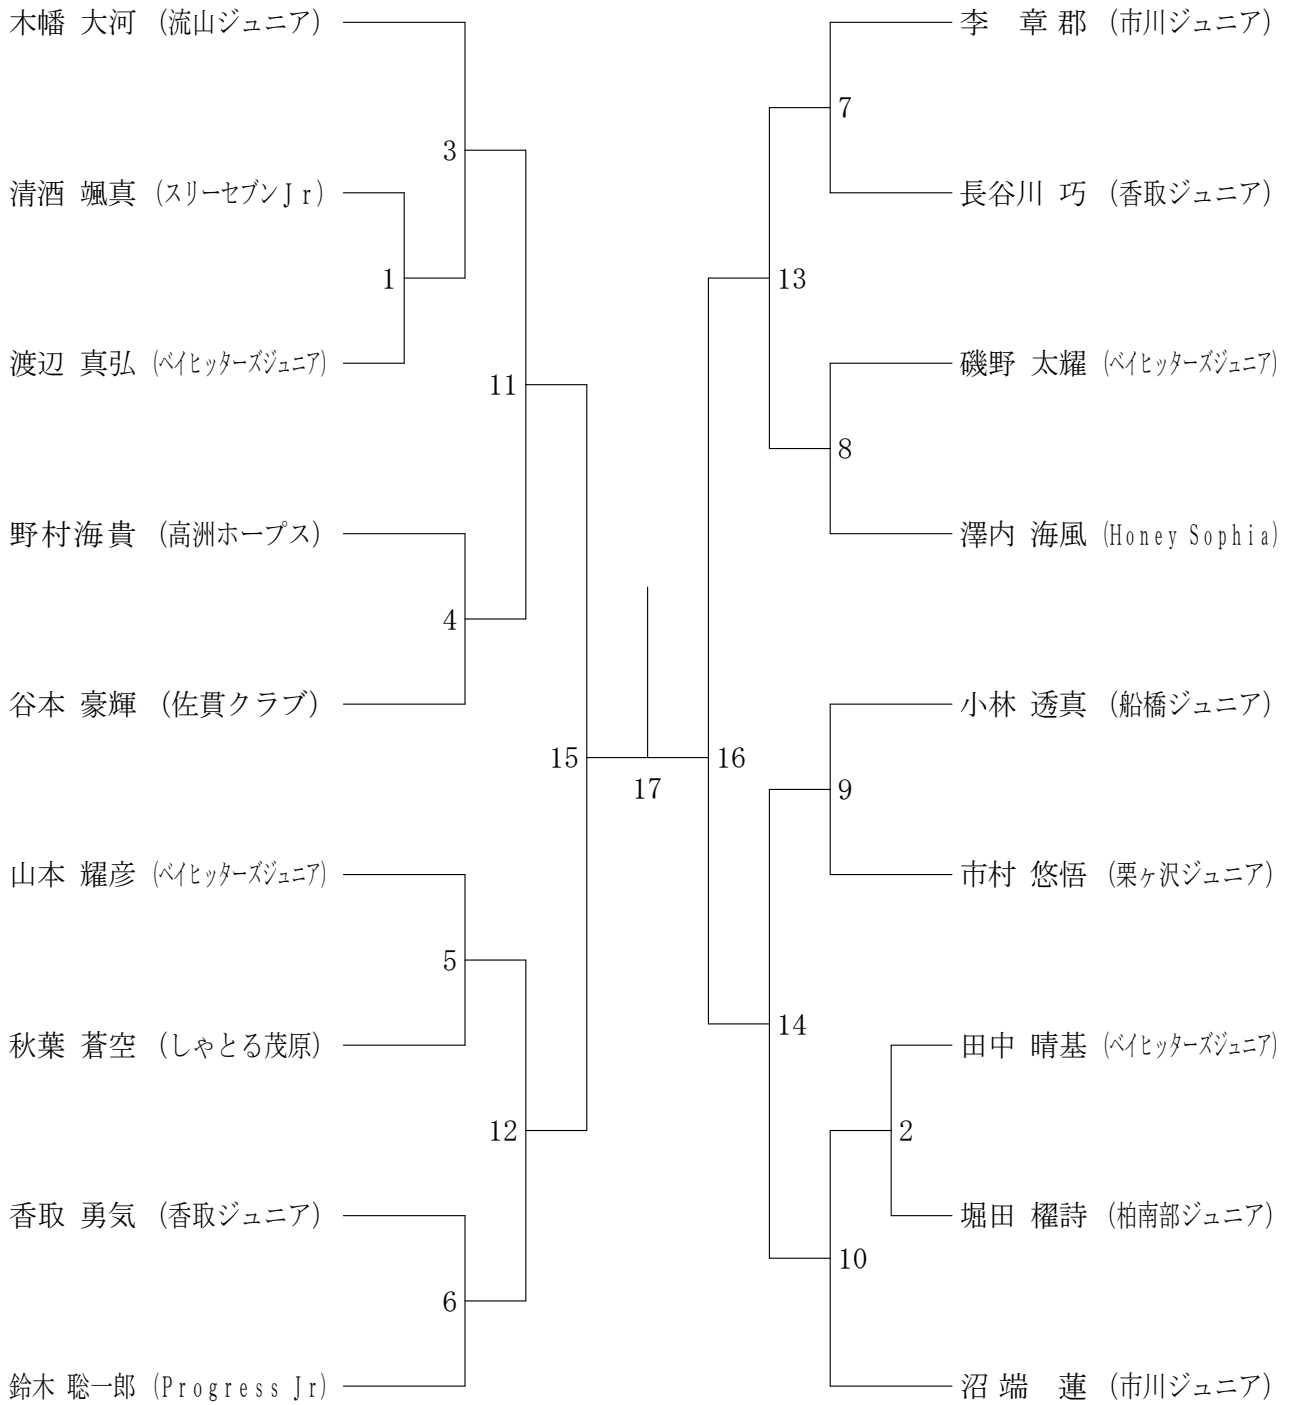 木幡 大河 (流山ジュニア)
3
清酒 颯真 (スリーセブンJr)
1
渡辺 真弘 (ベイヒッターズジュニア)
11
野村海貴 (高洲ホープス)
4
谷本 豪輝 (佐貫クラブ)
15
山本 耀彦 (ベイヒッターズジュニア)
5
秋葉 蒼空 (しゃとる茂原)
12
香取 勇気 (香取ジュニア)
6
鈴木 聡一郎 (Progress Jr)
17
李 章郡 (市川ジュニア)
7
長谷川 巧 (香取ジュニア)
13
磯野 太耀 (ベイヒッターズジュニア)
8
澤内 海風 (Honey Sophia)
16
小林 透真 (船橋ジュニア)
9
市村 悠悟 (栗ヶ沢ジュニア)
14
田中 晴基 (ベイヒッターズジュニア)
2
堀田 櫂詩 (柏南部ジュニア)
10
沼端 蓮 (市川ジュニア)